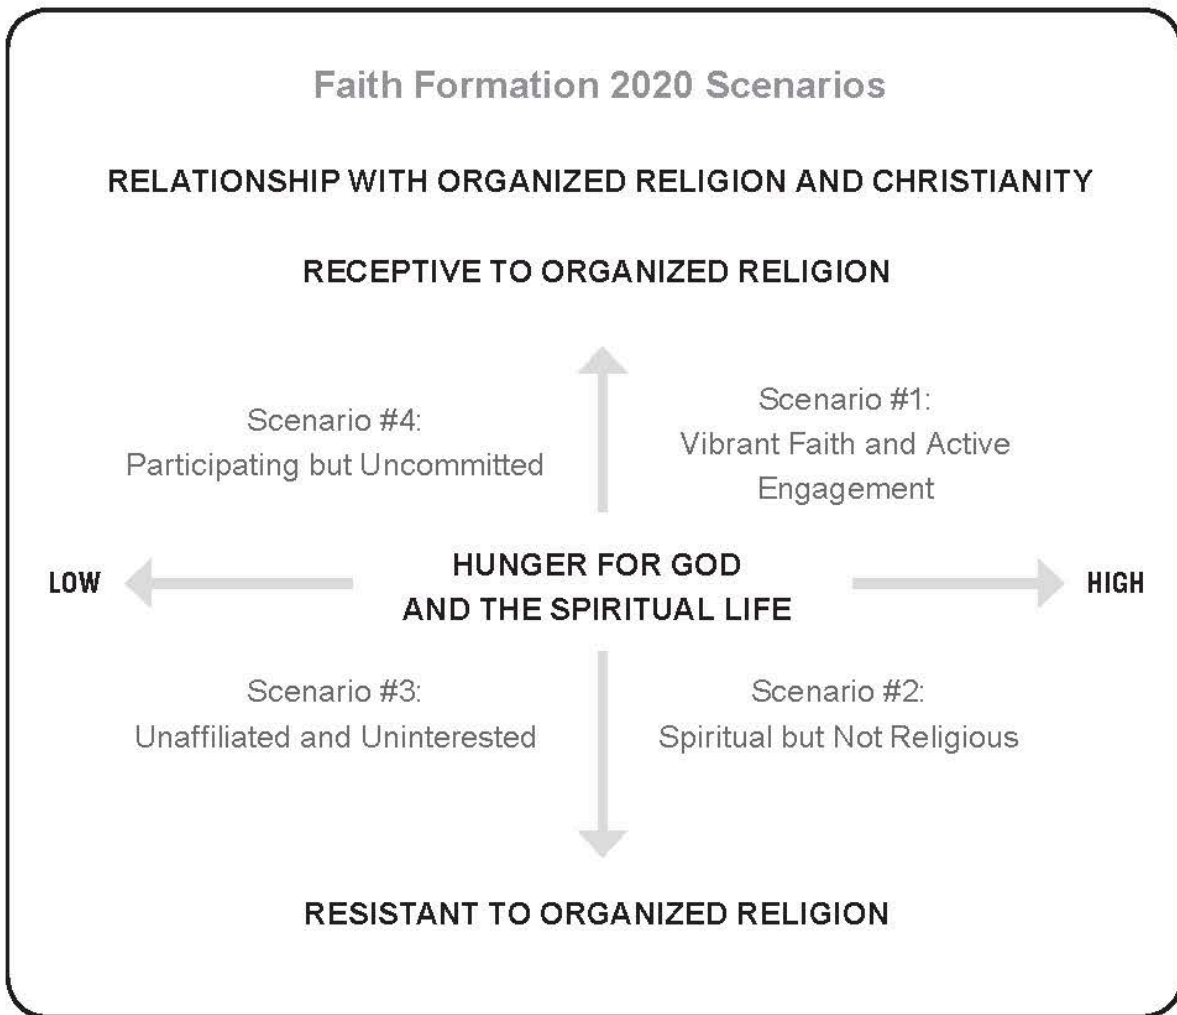 Faith Formation 2020 Scenarios
RELATIONSHIP WITH ORGANIZED RELIGION AND CHRISTIANITY
RECEPTIVE TO ORGANIZED RELIGION
Scenario #4:
Participating but Uncommitted
Scenario #1:
Vibrant Faith and Active
Engagement
LOW
HUNGER FOR GOD
AND THE SPIRITUAL LIFE
HIGH
Scenario #3:
Unaffiliated and Uninterested
Scenario #2:
Spiritual but Not Religious
RESISTANT TO ORGANIZED RELIGION